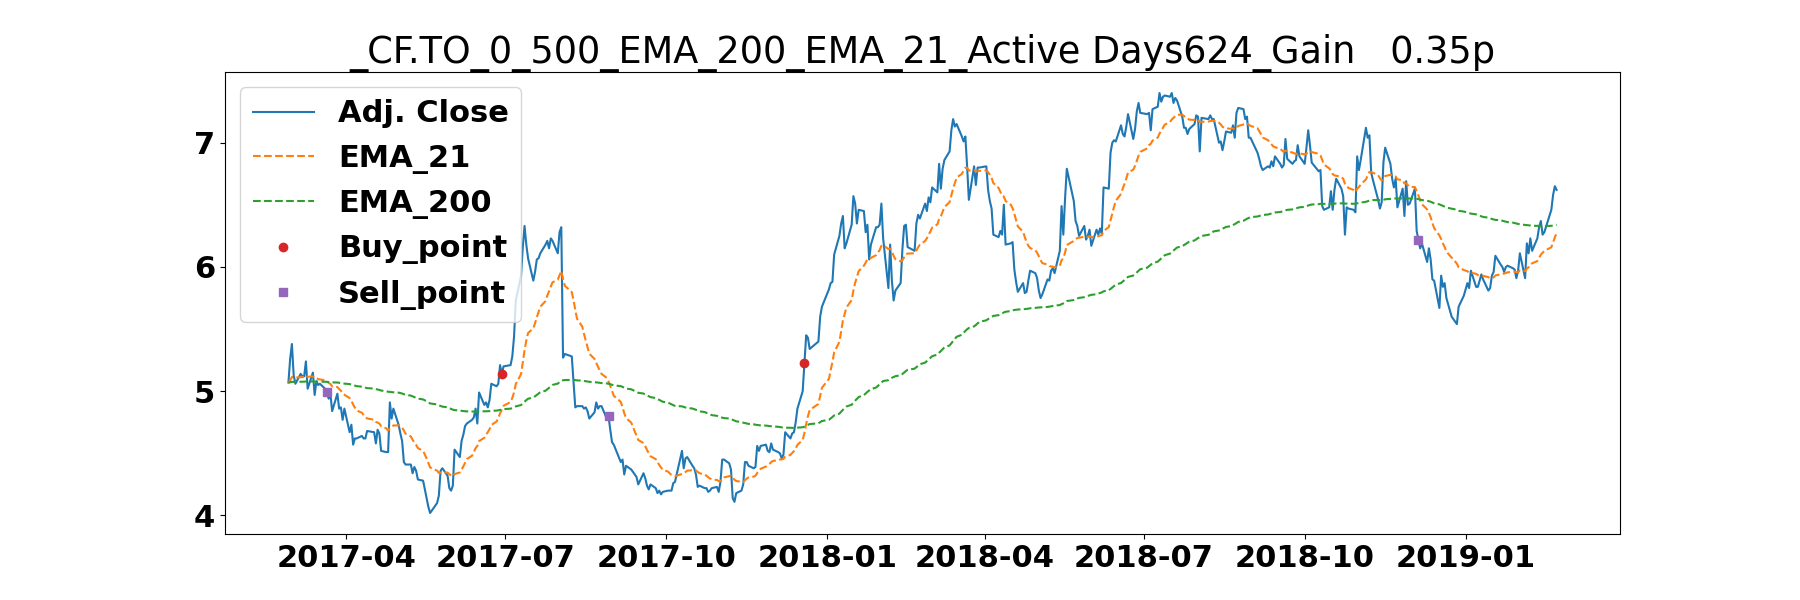 _CF.TO_0_500_EMA_200_EMA_21_Active Days624_Gain   0.35p
Adj. Close
EMA_21
EMA_200
Buy_point
Sell_point
7
6
5
4
2017-04 2017-07 2017-10 2018-01 2018-04 2018-07 2018-10 2019-01